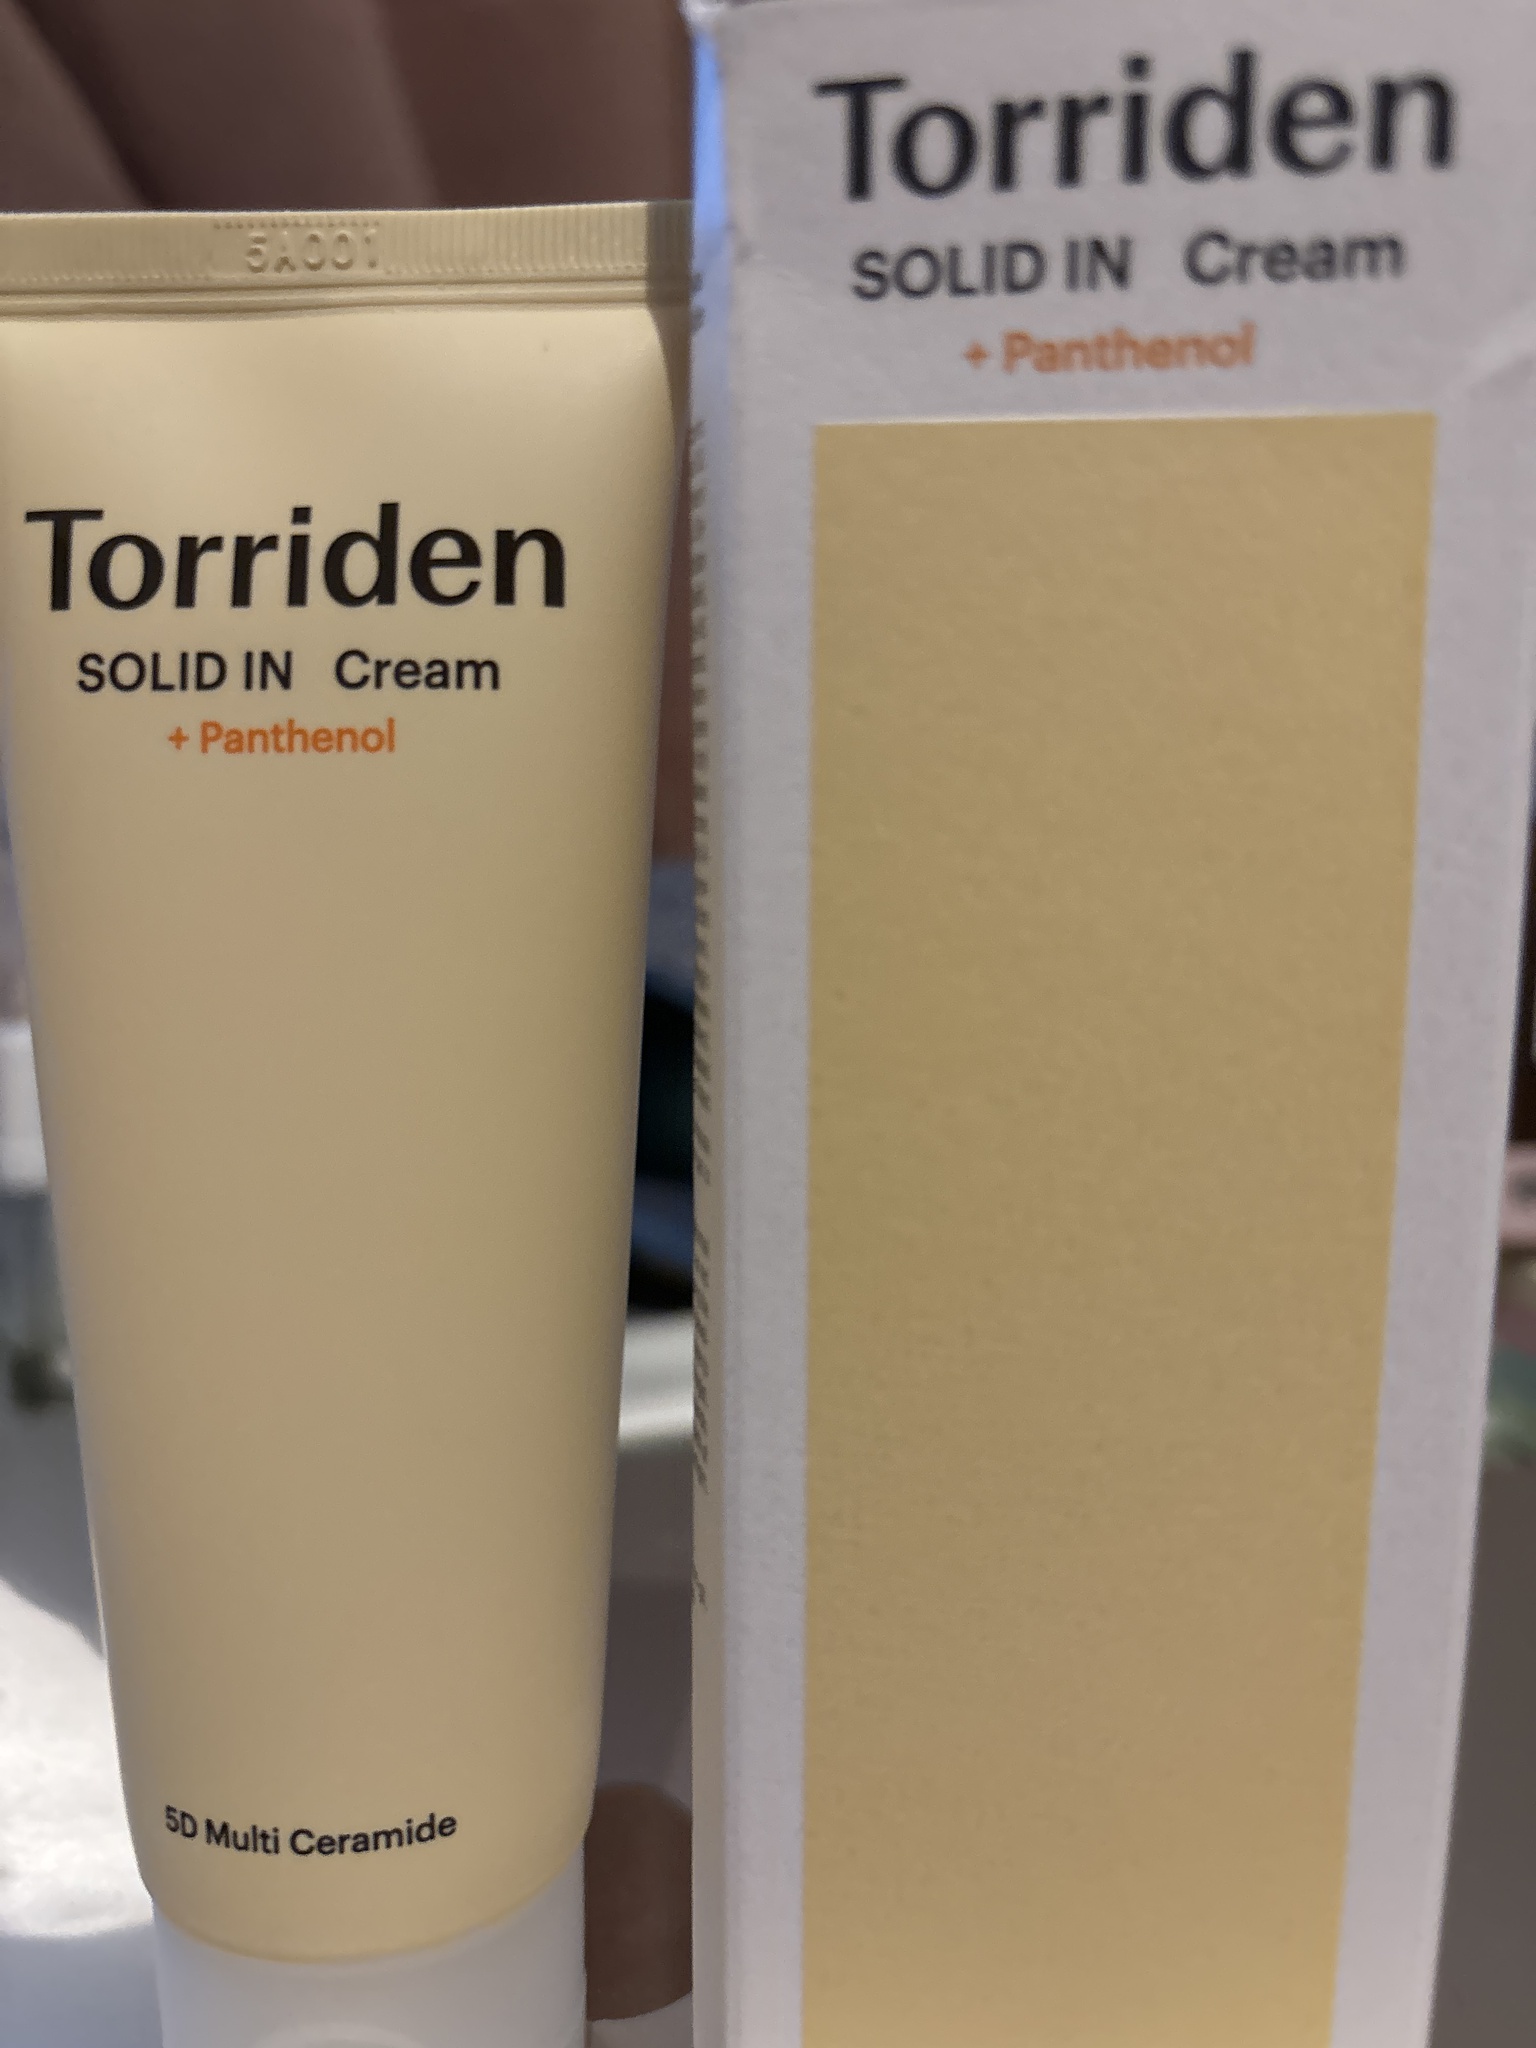 5A001
Torriden
SOLID IN Cream
+ Panthenol
5D Multi Ceramide
Torriden
SOLID IN Cream
+ Panthenol